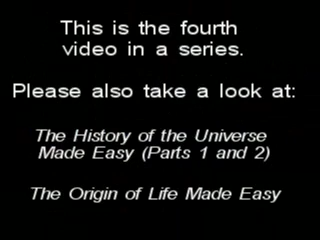 This is the fourth
video in a series.
Please also take a look at:
The History of the Universe
Made Easy (Parts 1 and 2)
The Origin of Life Made Easy